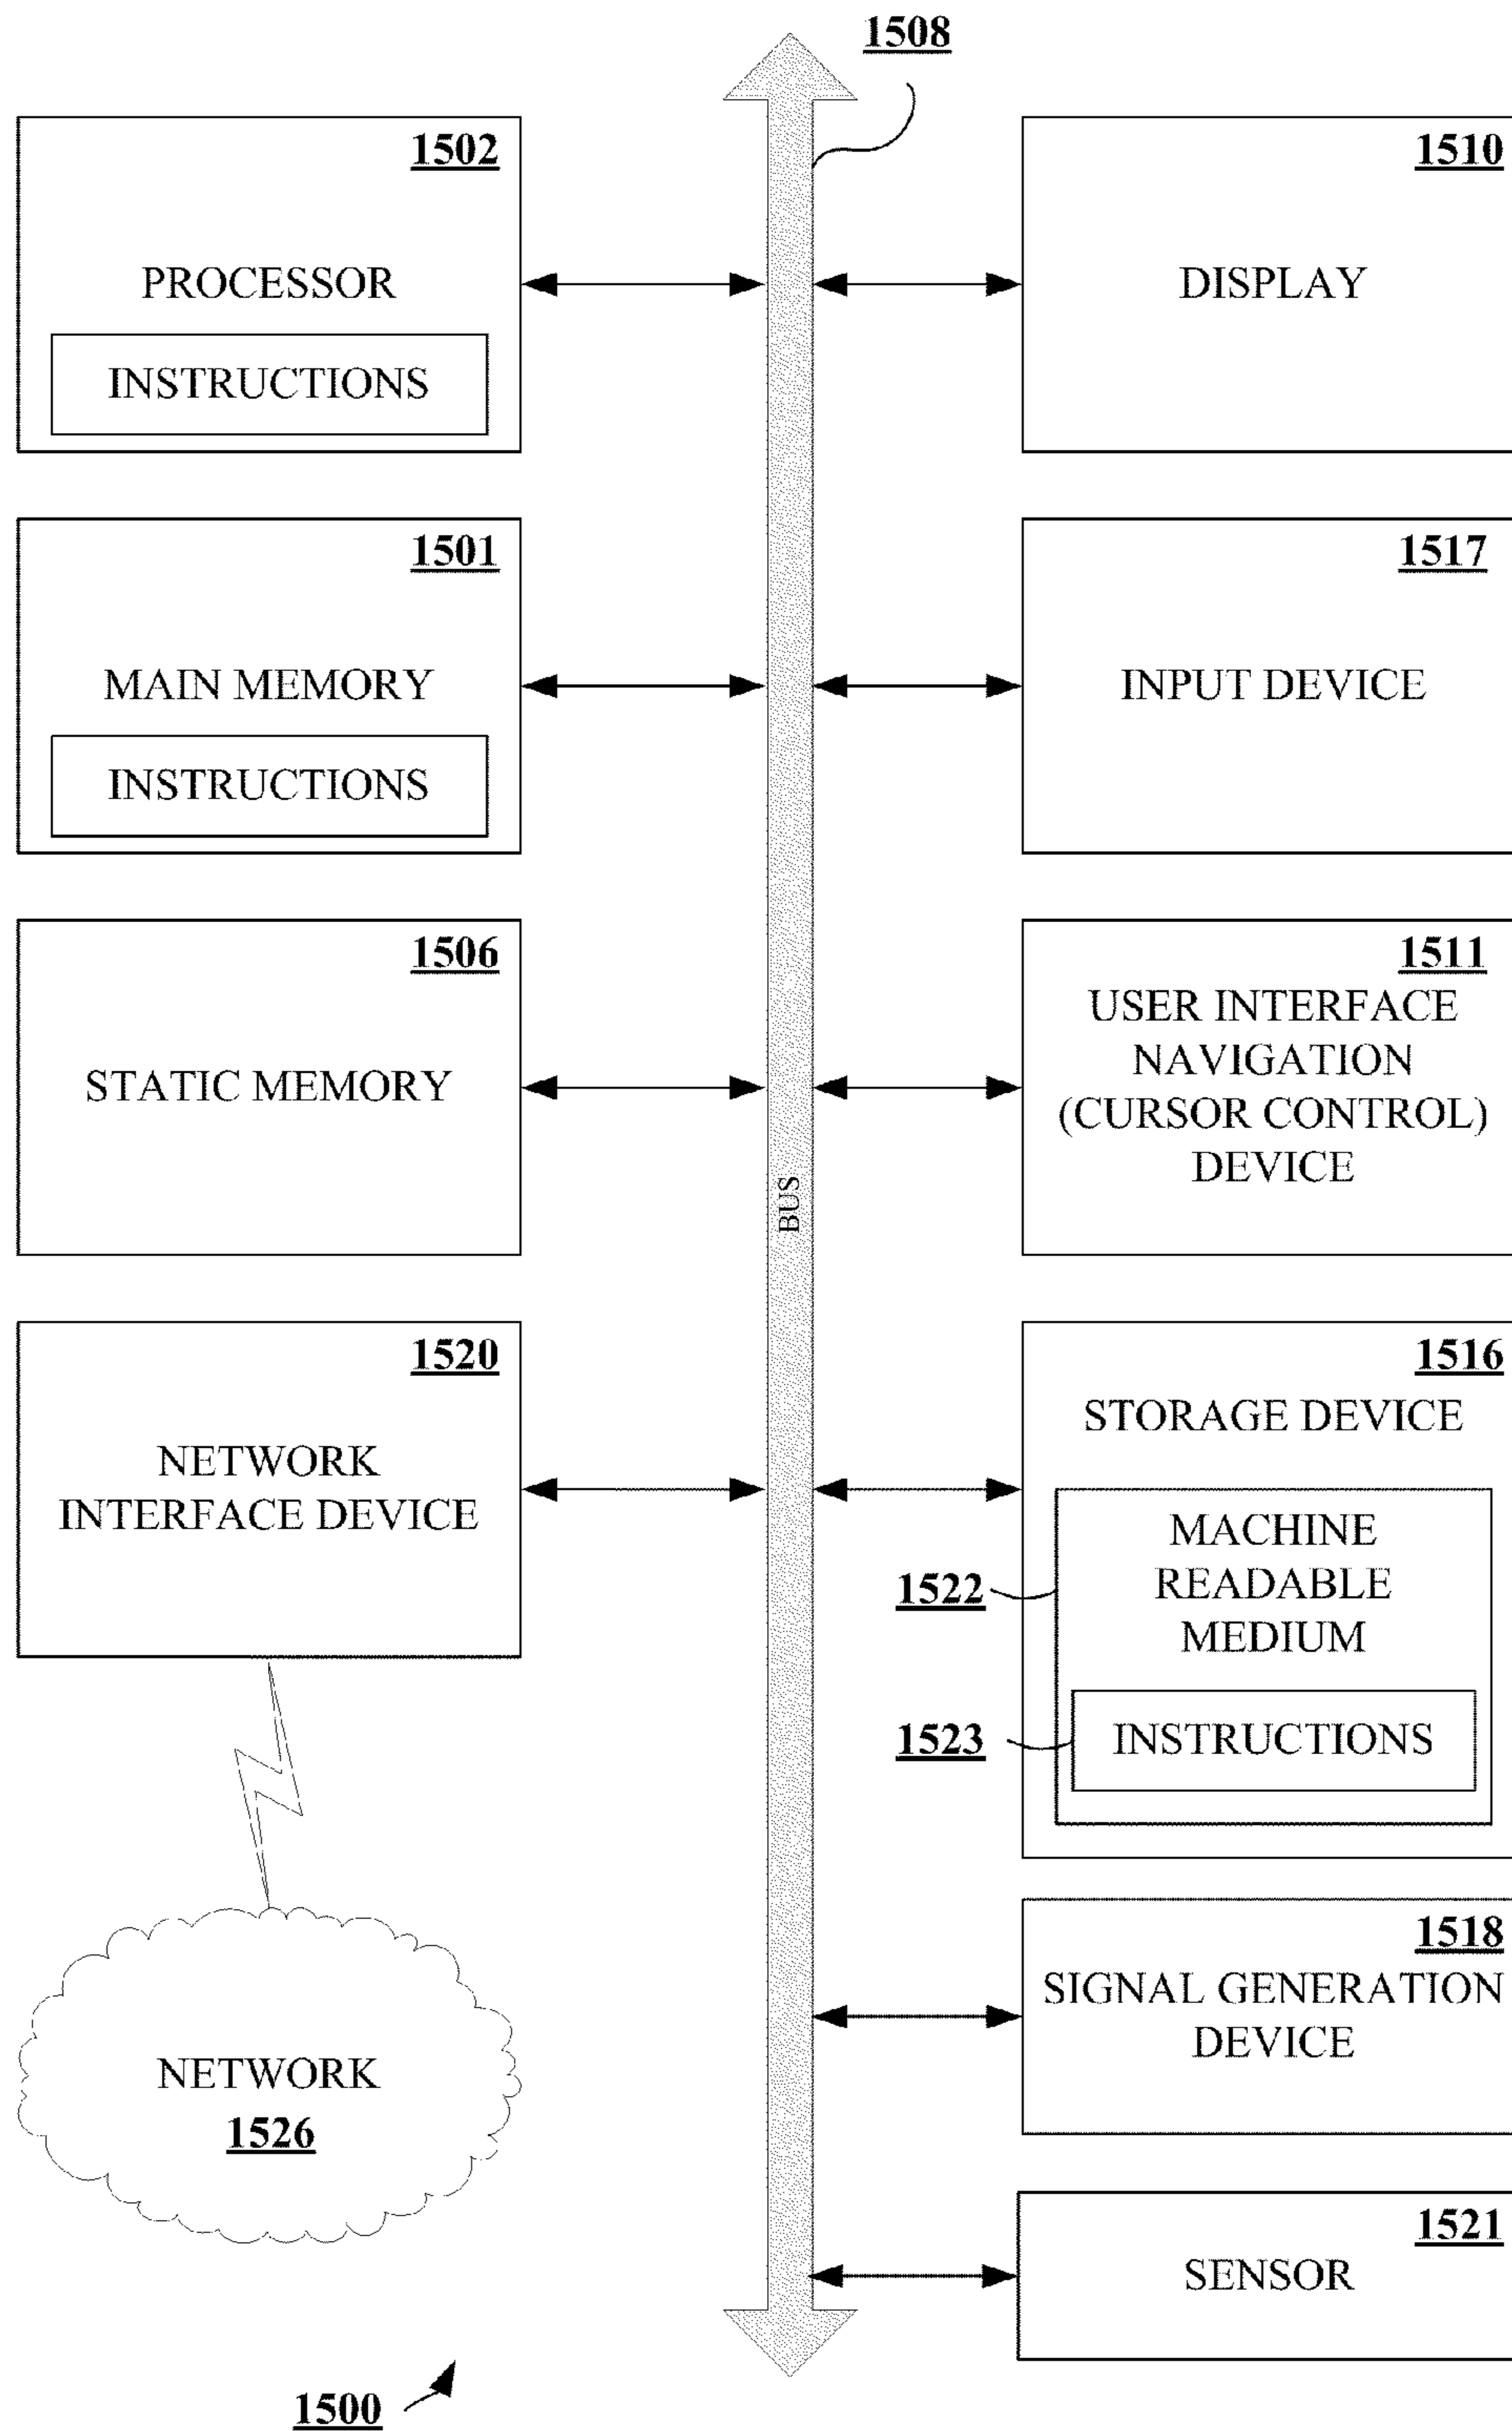 1508
1502
PROCESSOR
INSTRUCTIONS
1510
DISPLAY
1501
MAIN MEMORY
INSTRUCTIONS
1517
INPUT DEVICE
1506
STATIC MEMORY
1511
USER INTERFACE
NAVIGATION
(CURSOR CONTROL)
DEVICE
BUS
1520
NETWORK
INTERFACE DEVICE
1516
STORAGE DEVICE
MACHINE
READABLE
MEDIUM
1522
INSTRUCTIONS
1523
1518
SIGNAL GENERATION
DEVICE
NETWORK
1526
1521
SENSOR
1500